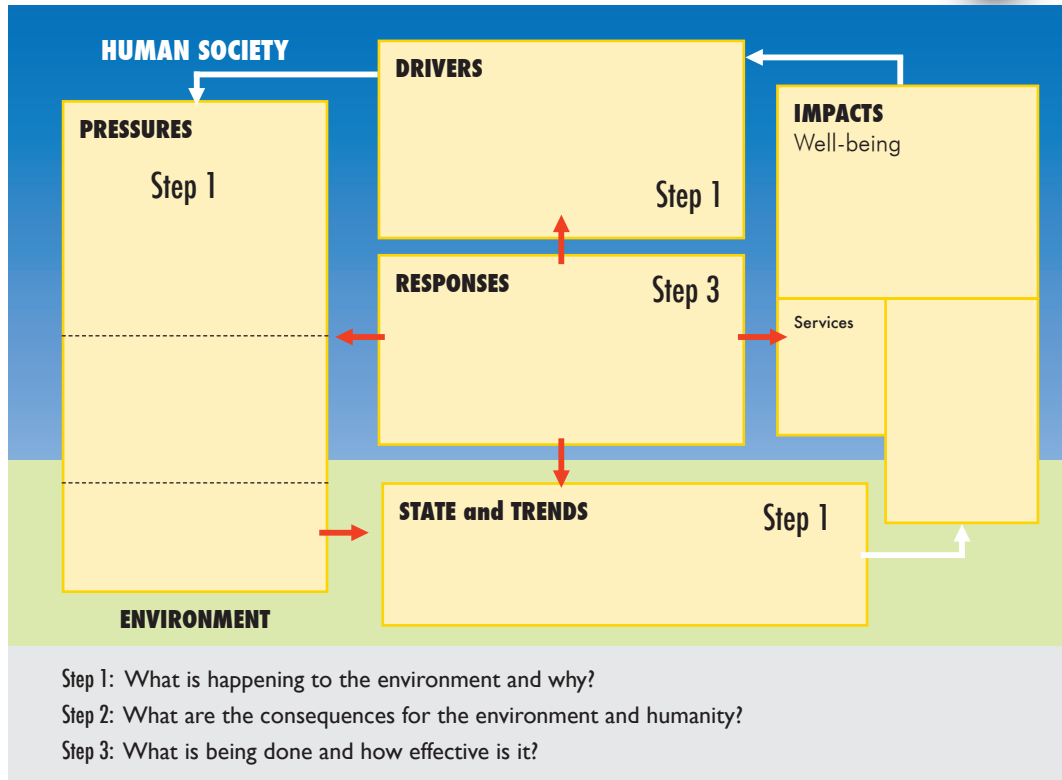 HUMAN SOCIETY
DRIVERS
Step 1
PRESSURES
Step 1
IMPACTS
Well-being
RESPONSES
Step 3
Services
STATE and TRENDS
Step 1
ENVIRONMENT
Step 1: What is happening to the environment and why?
Step 2: What are the consequences for the environment and humanity?
Step 3: What is being done and how effective is it?